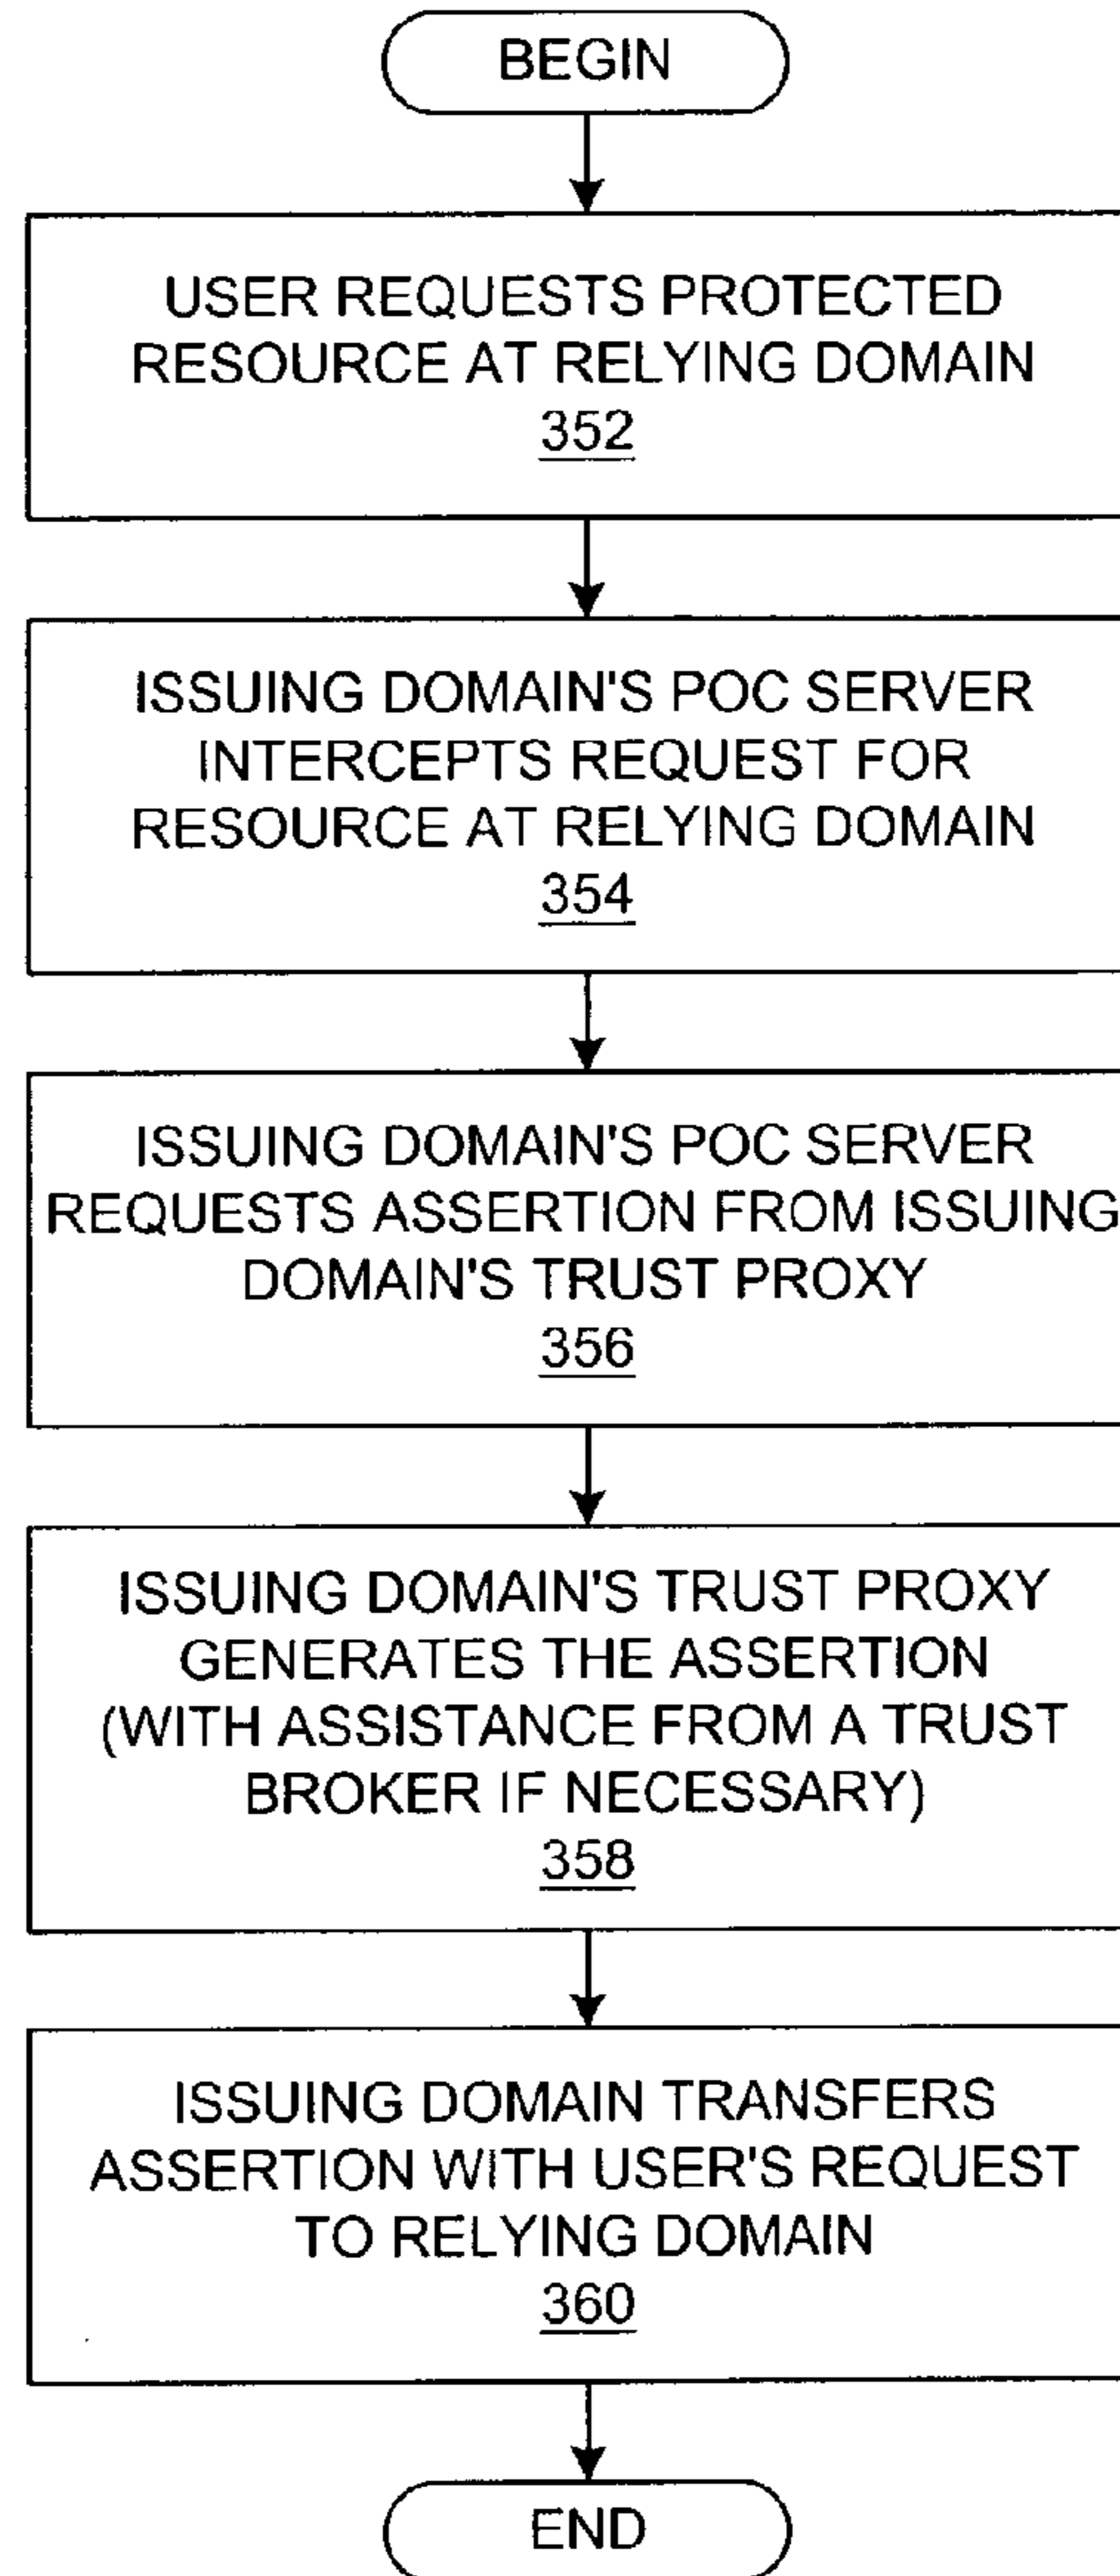 BEGIN
USER REQUESTS PROTECTED
RESOURCE AT RELYING DOMAIN
352
ISSUING DOMAIN'S POC SERVER
INTERCEPTS REQUEST FOR
RESOURCE AT RELYING DOMAIN
354
ISSUING DOMAIN'S POC SERVER
REQUESTS ASSERTION FROM ISSUING
DOMAIN'S TRUST PROXY
356
ISSUING DOMAIN'S TRUST PROXY
GENERATES THE ASSERTION
(WITH ASSISTANCE FROM A TRUST
BROKER IF NECESSARY)
358
ISSUING DOMAIN TRANSFERS
ASSERTION WITH USER'S REQUEST
TO RELYING DOMAIN
360
END